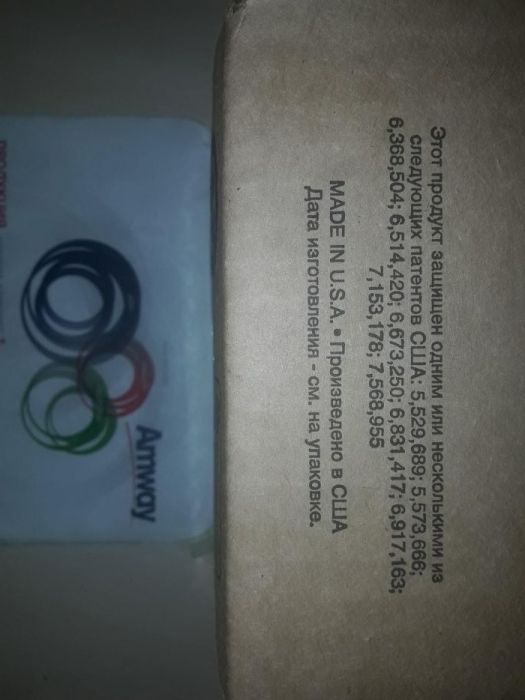 Этот продукт защищен одним или несколькими из
следующих патентов США: 5,529,689; 5,573,666;
6,368,504; 6,514,420; 6,673,250; 6,831,417; 6,917,163;
7,153,178; 7,568,955
MADE IN U.S.A. • Произведено в США
Дата изготовления - см. на упаковке.
Amway